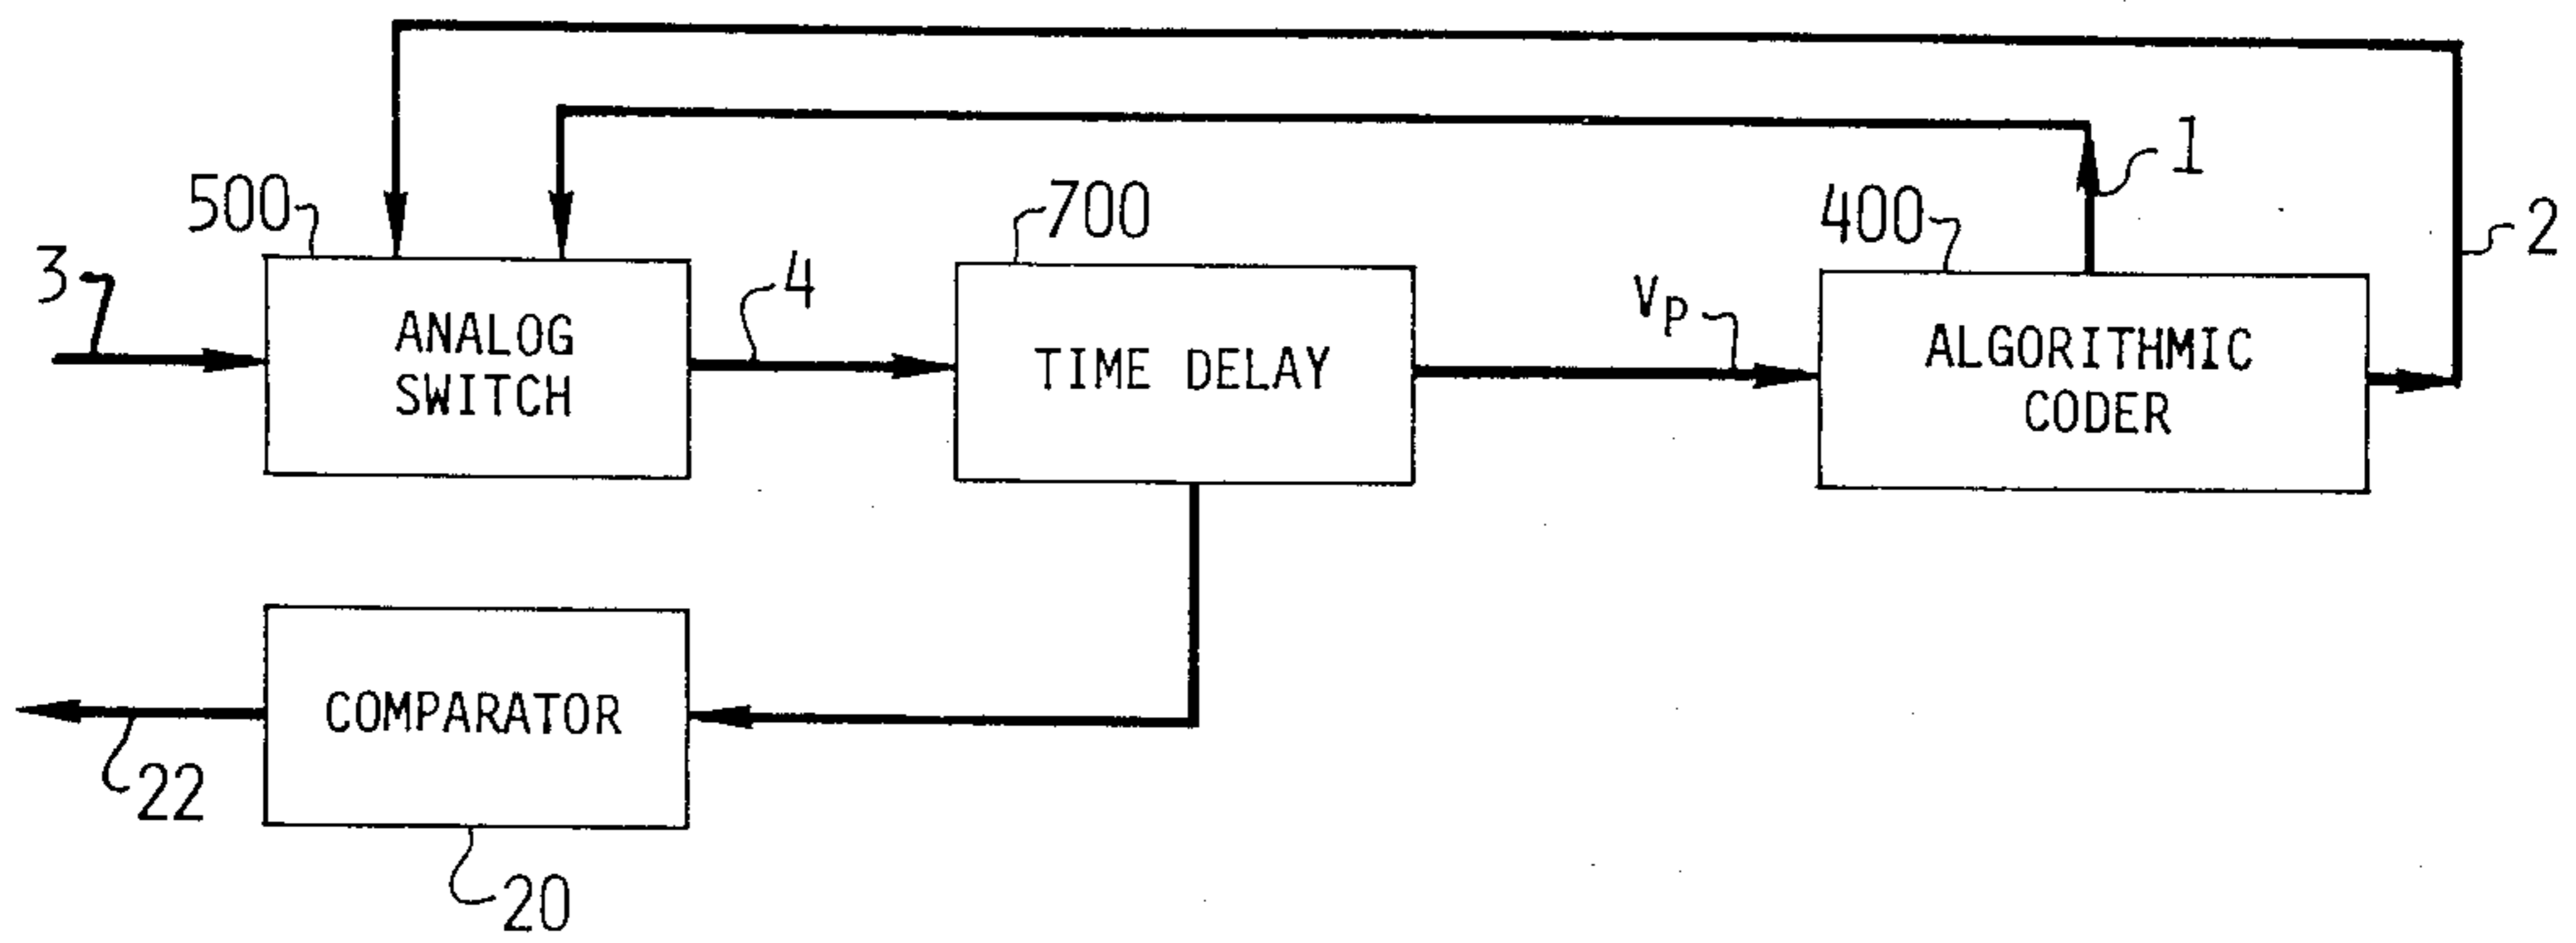 1
2
500
700
400
3
4
Vp
ANALOG
SWITCH
TIME DELAY
ALGORITHMIC
CODER
COMPARATOR
22
20